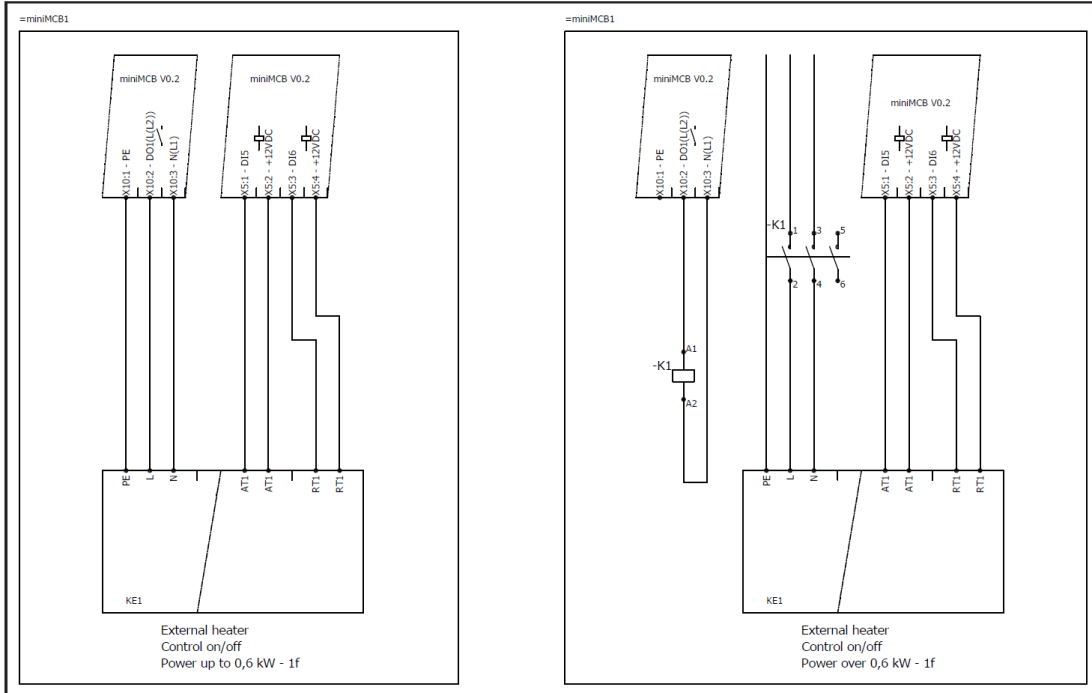 =miniMCB1
miniMCB V0.2
miniMCB V0.2
X10:1 - PE
X10:2 - DO1(L(L2))
X10:3 - N(L1)
X5:1 - DI5
X5:2 - +12VDC
X5:3 - DI6
X5:4 - +12VDC
PE
L
N
AT1
AT1
RT1
RT1
KE1
External heater
Control on/off
Power up to 0,6 kW - 1f
=miniMCB1
miniMCB V0.2
miniMCB V0.2
X10:1 - PE
X10:2 - DO1(L(L2))
X10:3 - N(L1)
X5:1 - DI5
X5:2 - +12VDC
X5:3 - DI6
X5:4 - +12VDC
-K1
1
3
5
2
4
6
A1
-K1
A2
PE
L
N
AT1
AT1
RT1
RT1
KE1
External heater
Control on/off
Power over 0,6 kW - 1f